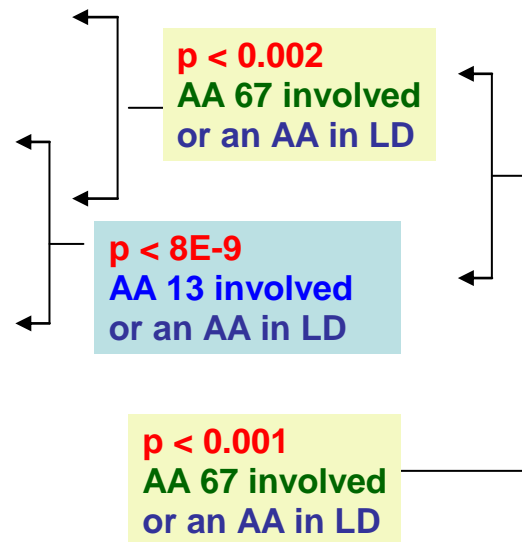 p < 0.002
AA 67 involved
or an AA in LD
p < 8E-9
AA 13 involved
or an AA in LD
p < 0.001
AA 67 involved
or an AA in LD